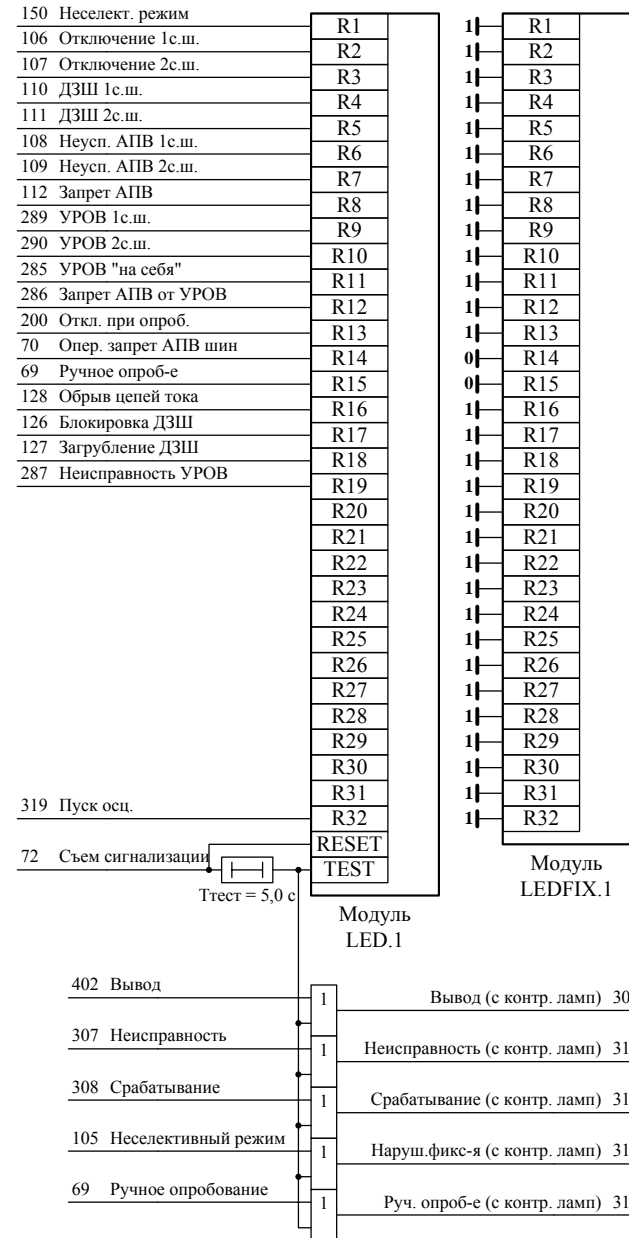 150 Неселект. режим
R1
106 Отключение 1с.ш.
R2
107 Отключение 2с.ш.
R3
110 ДЗШ 1с.ш.
R4
111 ДЗШ 2с.ш.
R5
108 Неусп. АПВ 1с.ш.
R6
109 Неусп. АПВ 2с.ш.
R7
112 Запрет АПВ
R8
289 УРОВ 1с.ш.
R9
290 УРОВ 2с.ш.
R10
285 УРОВ "на себя"
R11
286 Запрет АПВ от УРОВ
R12
200 Откл. при опроб.
R13
70 Опер. запрет АПВ шин
R14
69 Ручное опроб-е
R15
128 Обрыв цепей тока
R16
126 Блокировка ДЗШ
R17
127 Загрубление ДЗШ
R18
287 Неисправность УРОВ
R19
R20
R21
R22
R23
R24
R25
R26
R27
R28
R29
R30
R31
319 Пуск осц.
R32
RESET
72 Съем сигнализации
TEST
Tтест = 5,0 с
Модуль
LED.1
1 R1
1 R2
1 R3
1 R4
1 R5
1 R6
1 R7
1 R8
1 R9
1 R10
1 R11
1 R12
1 R13
0 R14
0 R15
1 R16
1 R17
1 R18
1 R19
1 R20
1 R21
1 R22
1 R23
1 R24
1 R25
1 R26
1 R27
1 R28
1 R29
1 R30
1 R31
1 R32
Модуль
LEDFIX.1
402 Вывод
1
Вывод (с контр. ламп) 30
307 Неисправность
1
Неисправность (с контр. ламп) 31
308 Срабатывание
1
Срабатывание (с контр. ламп) 31
105 Неселективный режим
1
Наруш.фикс-я (с контр. ламп) 31
69 Ручное опробование
1
Руч. опроб-е (с контр. ламп) 31